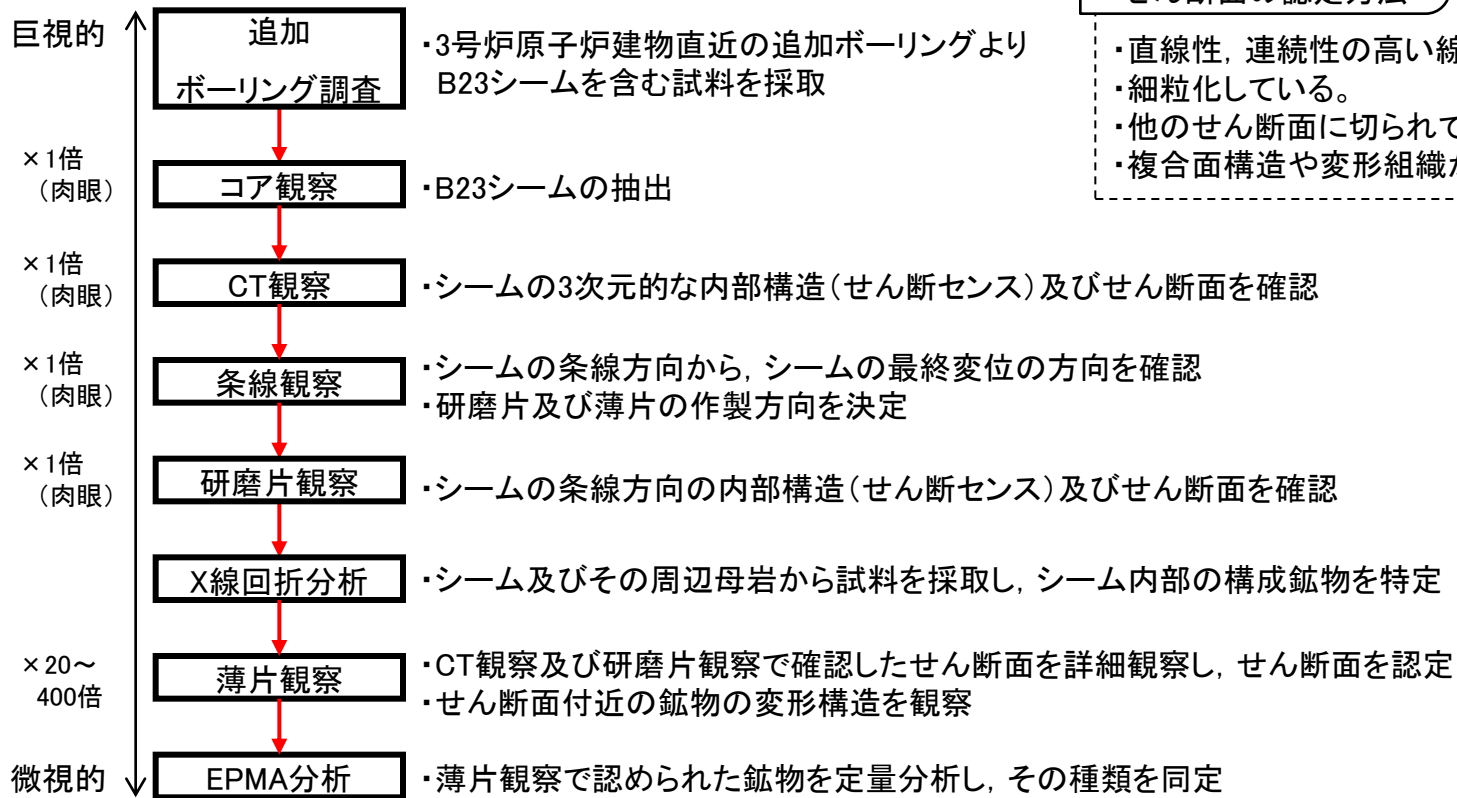 巨視的
追加
ボーリング調査
・3号炉原子炉建物直近の追加ボーリングより
B23シームを含む試料を採取
×1倍
（肉眼）
コア観察
・B23シームの抽出
×1倍
（肉眼）
CT観察
・シームの3次元的な内部構造（せん断センス）及びせん断面を確認
×1倍
（肉眼）
条線観察
・シームの条線方向から，シームの最終変位の方向を確認
・研磨片及び薄片の作製方向を決定
×1倍
（肉眼）
研磨片観察
・シームの条線方向の内部構造（せん断センス）及びせん断面を確認
X線回折分析
・シーム及びその周辺母岩から試料を採取し，シーム内部の構成鉱物を特定
×20～
400倍
薄片観察
・CT観察及び研磨片観察で確認したせん断面を詳細観察し，せん断面を認定
・せん断面付近の鉱物の変形構造を観察
微視的
EPMA分析
・薄片観察で認められた鉱物を定量分析し，その種類を同定
せん断面の認定方法
・直線性，連続性の高い線
・細粒化している。
・他のせん断面に切られて
・複合面構造や変形組織が